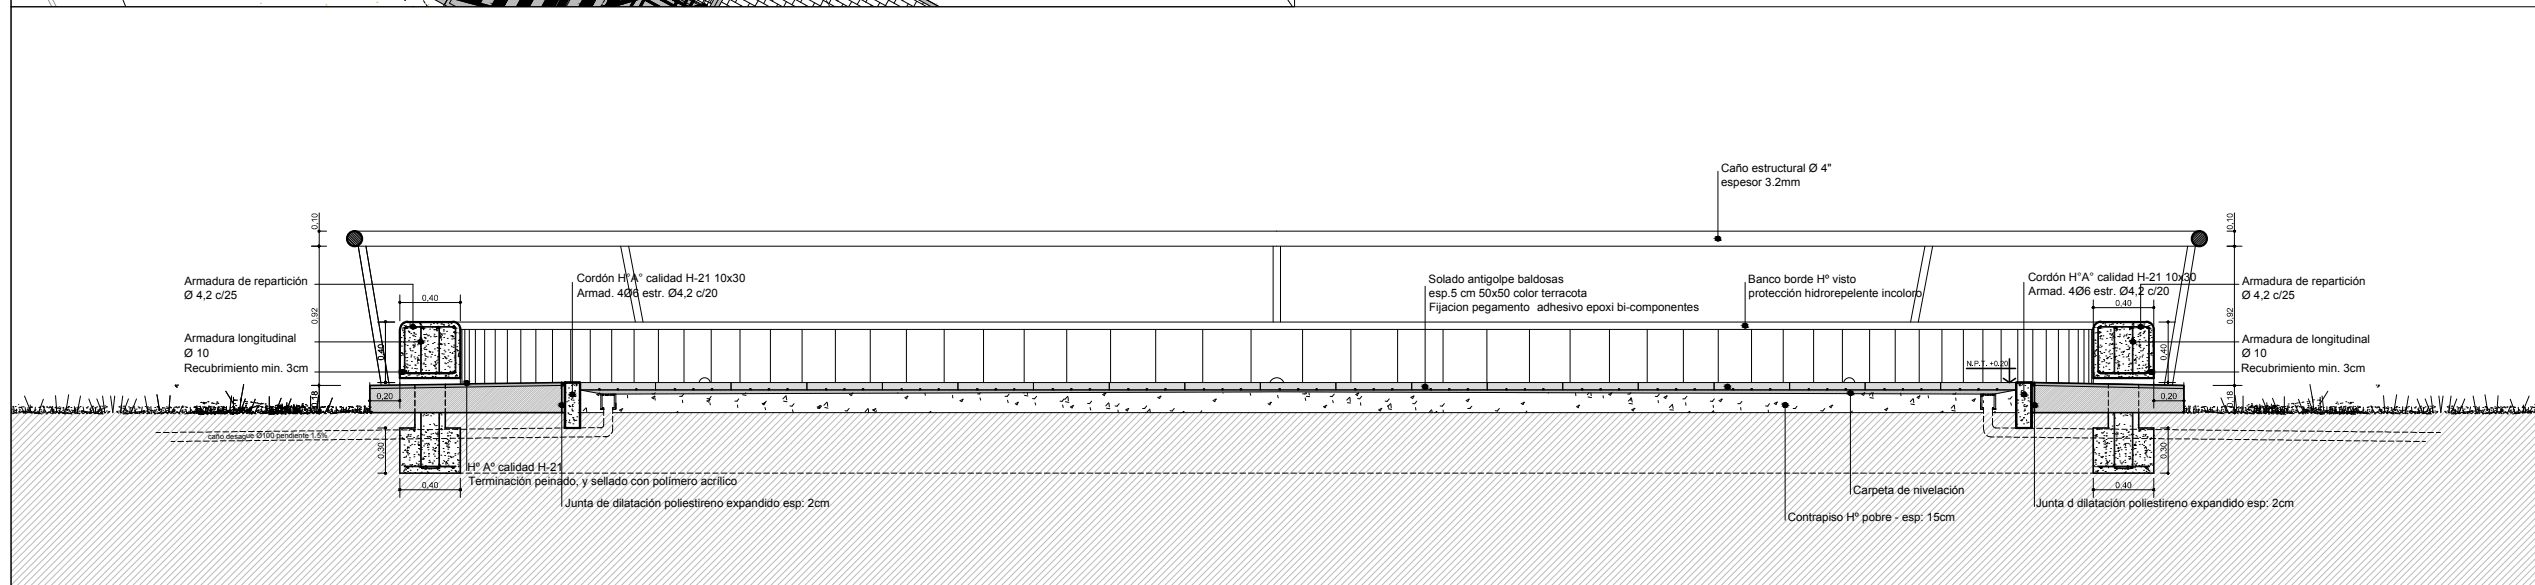 Caño estructural Ø 4"
espesor 3.2mm
0,10
0,10
Armadura de repartición
Ø 4,2 c/25
0,40
Cordón H°A° calidad H-21 10x30
Armad. 4Ø6 estr. Ø4,2 c/20
Solado antigolpe baldosas
esp.5 cm 50x50 color terracota
Fijacion pegamento adhesivo epoxi bi-componentes
Banco borde Hº visto
protección hidrorepelente incoloro
Cordón H°A° calidad H-21 10x30
Armad. 4Ø6 estr. Ø4,2 c/20
0,40
Armadura de repartición
Ø 4,2 c/25
0,92
0,92
Armadura longitudinal
Ø 10
Recubrimiento min. 3cm
0,40
0,40
Armadura de longitudinal
Ø 10
Recubrimiento min. 3cm
N.P.T. +0,20
0,18
0,20
0,20
0,18
caño desague Ø100 pendiente 1.5%
0,30
0,30
Hº Aº calidad H-21
Terminación peinado, y sellado con polímero acrílico
0,40
0,40
Carpeta de nivelación
Junta de dilatación poliestireno expandido esp: 2cm
Junta d dilatación poliestireno expandido esp: 2cm
Contrapiso Hº pobre - esp: 15cm